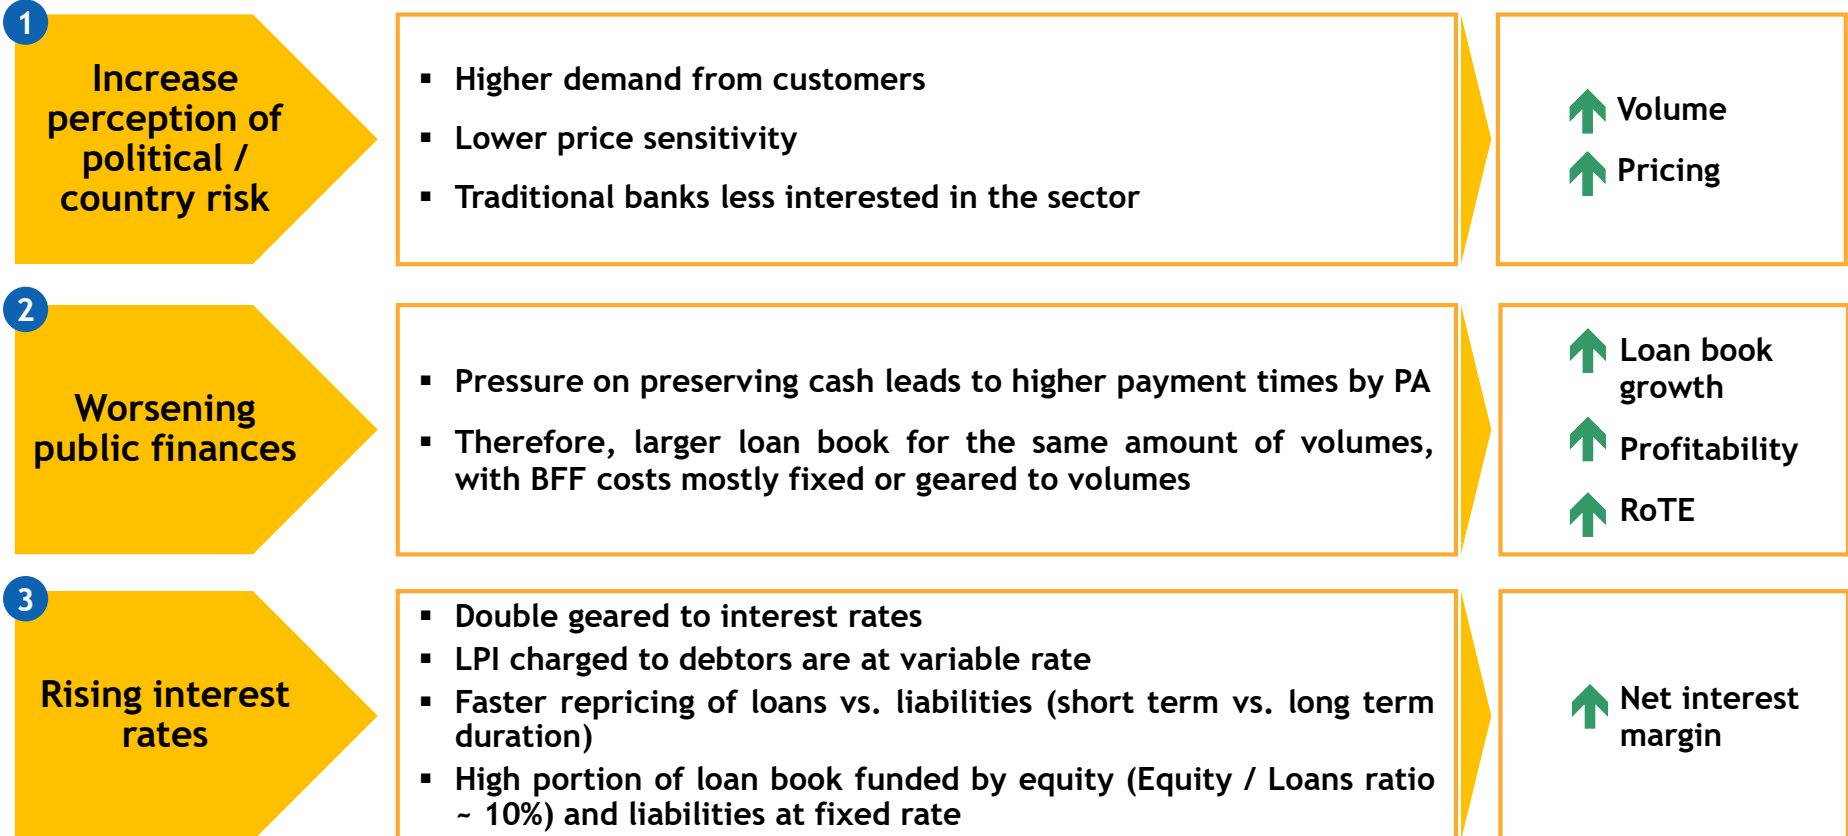 1
Increase
perception of
political /
country risk
▪ Higher demand from customers
▪ Lower price sensitivity
▪ Traditional banks less interested in the sector
Volume
Pricing
2
Worsening
public finances
▪ Pressure on preserving cash leads to higher payment times by PA
▪ Therefore, larger loan book for the same amount of volumes,
with BFF costs mostly fixed or geared to volumes
Loan book
growth
Profitability
RoTE
3
Rising interest
rates
▪ Double geared to interest rates
▪ LPI charged to debtors are at variable rate
▪ Faster repricing of loans vs. liabilities (short term vs. long term
duration)
▪ High portion of loan book funded by equity (Equity / Loans ratio
~ 10%) and liabilities at fixed rate
Net interest
margin